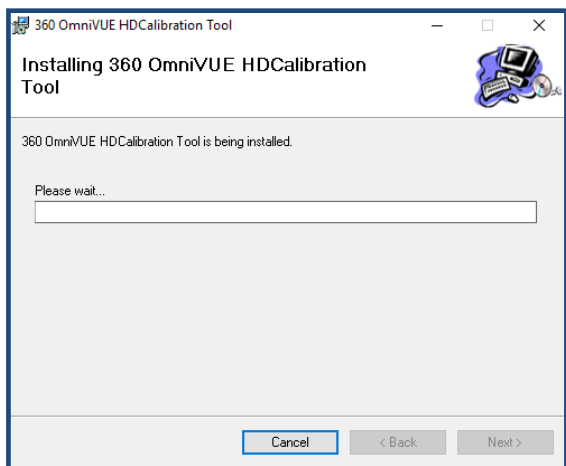 360 OmniVUE HDCalibration Tool
Installing 360 OmniVUE HDCalibration
Tool
360 OmniVUE HDCalibration Tool is being installed.
Please wait...
Cancel
< Back
Next >